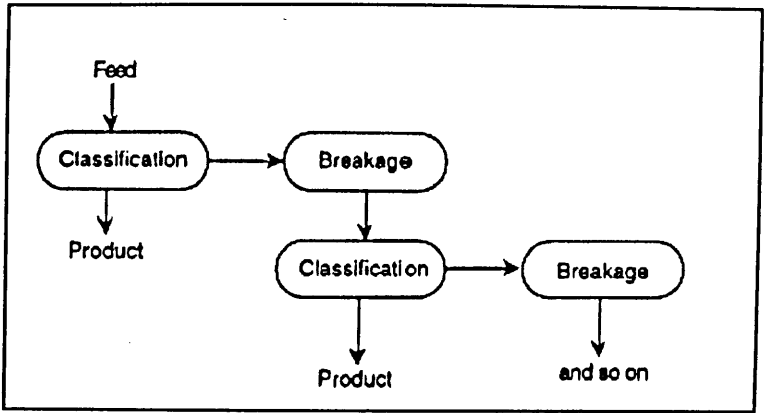 Feed
Classification
Breakage
Product
Classification
Breakage
Product
and so on